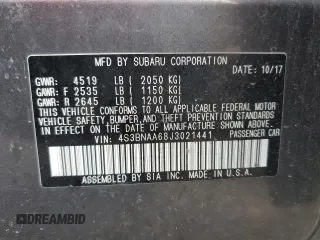 MFD BY SUBARU CORPORATION
GVWR: 4519 LB ( 2050 KG) DATE: 10/17
GAWR: F 2535 LB ( 1150 KG)
GAWR: R 2645 LB ( 1200 KG)
THIS VEHICLE CONFORMS TO ALL APPLICABLE FEDERAL MOTOR
VEHICLE SAFETY, BUMPER, AND THEFT PREVENTION STANDARDS
IN EFFECT ON THE DATE OF MANUFACTURE SHOWN ABOVE.
VIN: 4S3BNAA68J3021441 PASSENGER CAR
ASSEMBLED BY SIA INC. MADE IN U.S.A.
DREAMBID